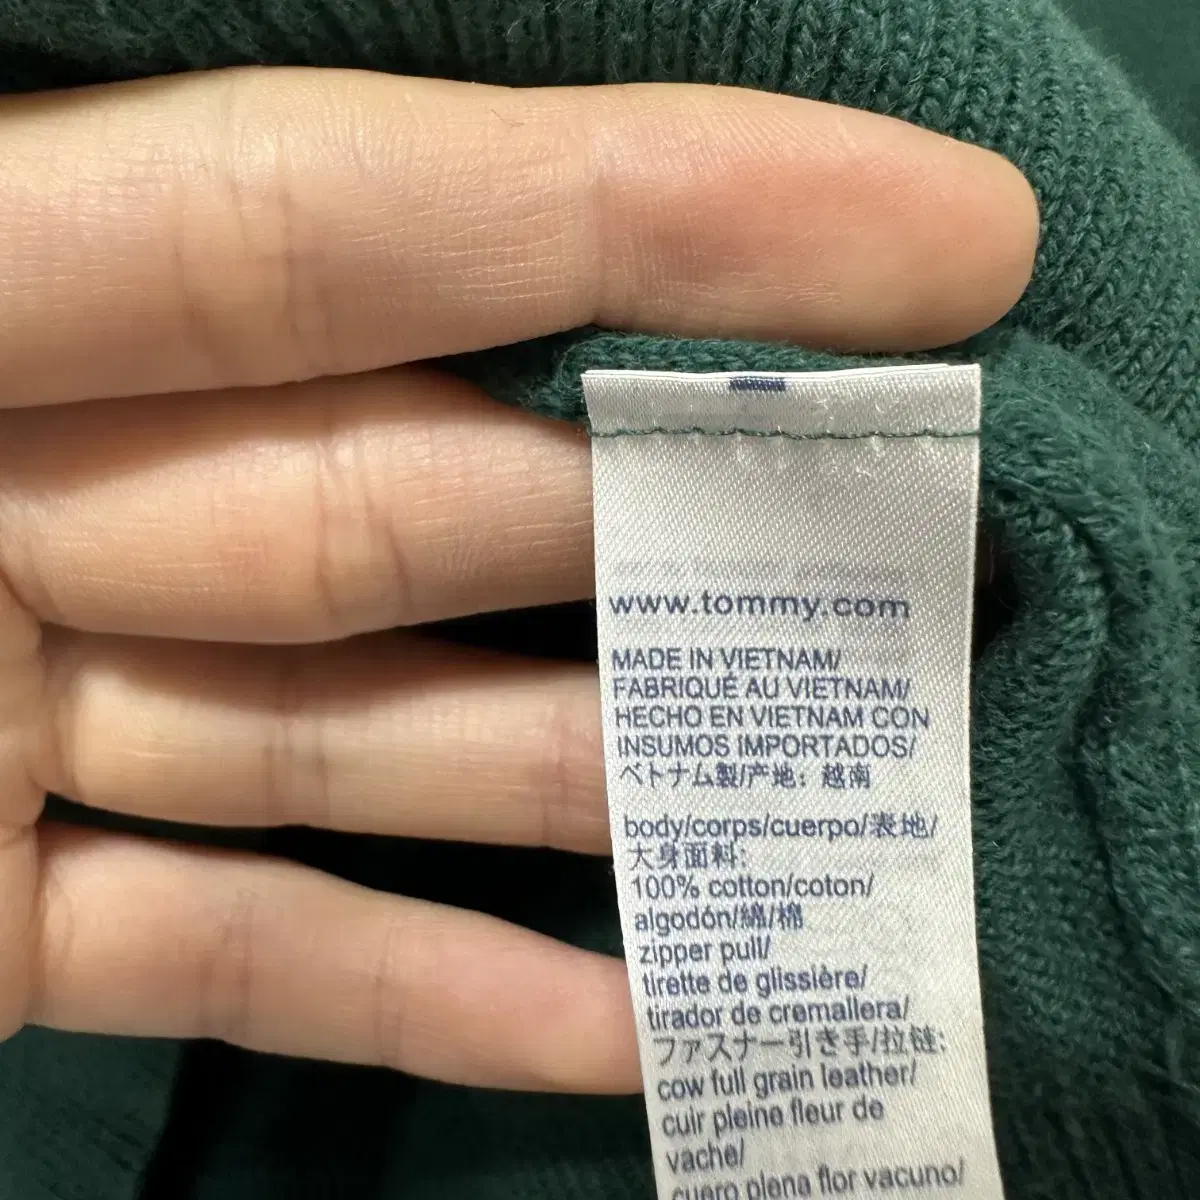 www.tommy.com
MADE IN VIETNAM/
FABRIQUÉ AU VIETNAM/
HECHO EN VIETNAM CON
INSUMOS IMPORTADOS/
ベトナム製/产地：越南
body/corps/cuerpo/表地/
大身面料:
100% cotton/coton/
algodón/綿/棉
zipper pull/
tirette de glissière/
tirador de cremallera/
ファスナー引き手/拉链:
cow full grain leather/
cuir pleine fleur de
vache/
cuero plena flor vacuno/